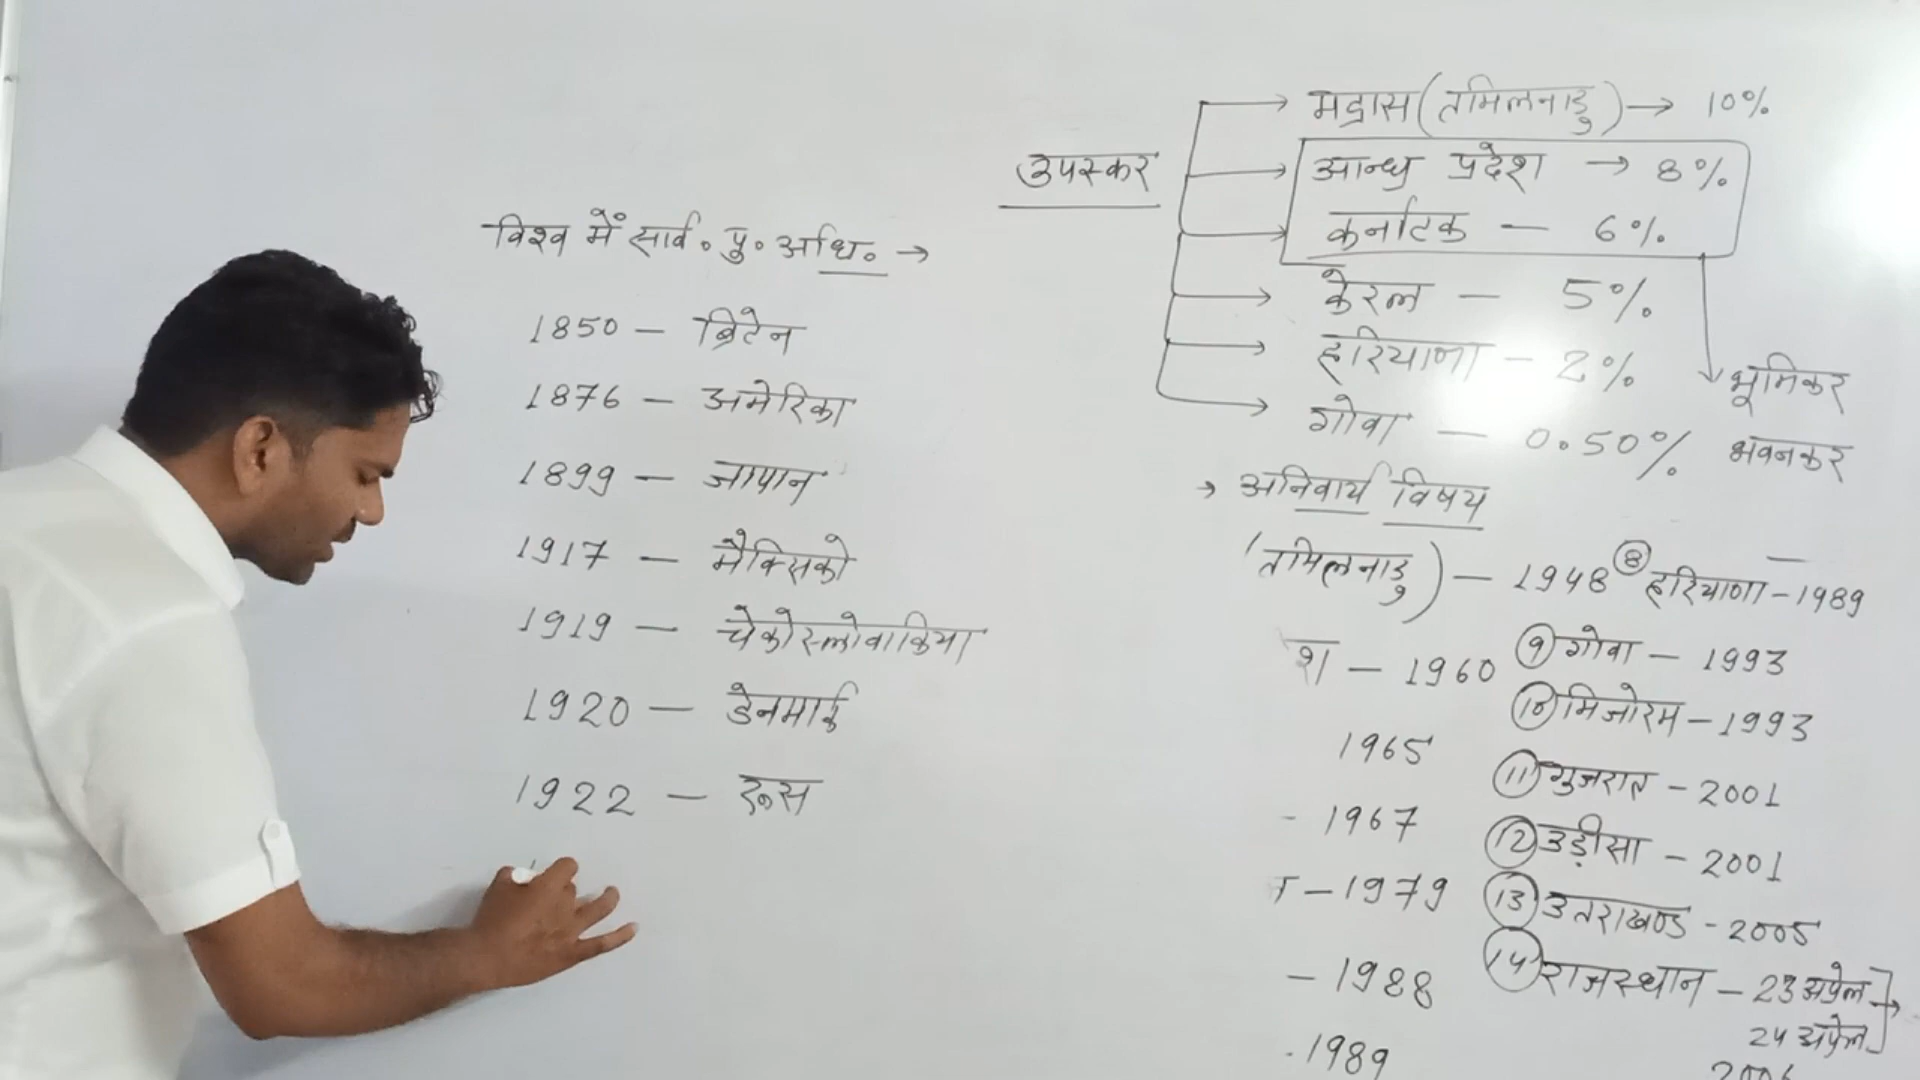 विश्व में सार्व. पु. अधि. →
1850 — ब्रिटेन
1876 — अमेरिका
1899 — जापान
1917 — मैक्सिको
1919 — चेकोस्लोवाकिया
1920 — डेनमार्क
1922 — रूस
उपस्कर
मद्रास (तमिलनाडु) → 10%
आन्ध्र प्रदेश → 8%
कर्नाटक — 6%
केरल — 5%
हरियाणा — 2%
गोवा — 0.50%
भूमिकर
भवनकर
→ अनिवार्य विषय
(तमिलनाडु) — 1948
श — 1960
1965
- 1967
- 1979
- 1988
- 1989
⑧ हरियाणा - 1989
⑨ गोवा — 1993
⑩ मिजोरम — 1993
⑪ गुजरात - 2001
⑫ उड़ीसा - 2001
⑬ उत्तराखण्ड - 2005
⑭ राजस्थान — 23 अप्रैल
24 अप्रैल
2006